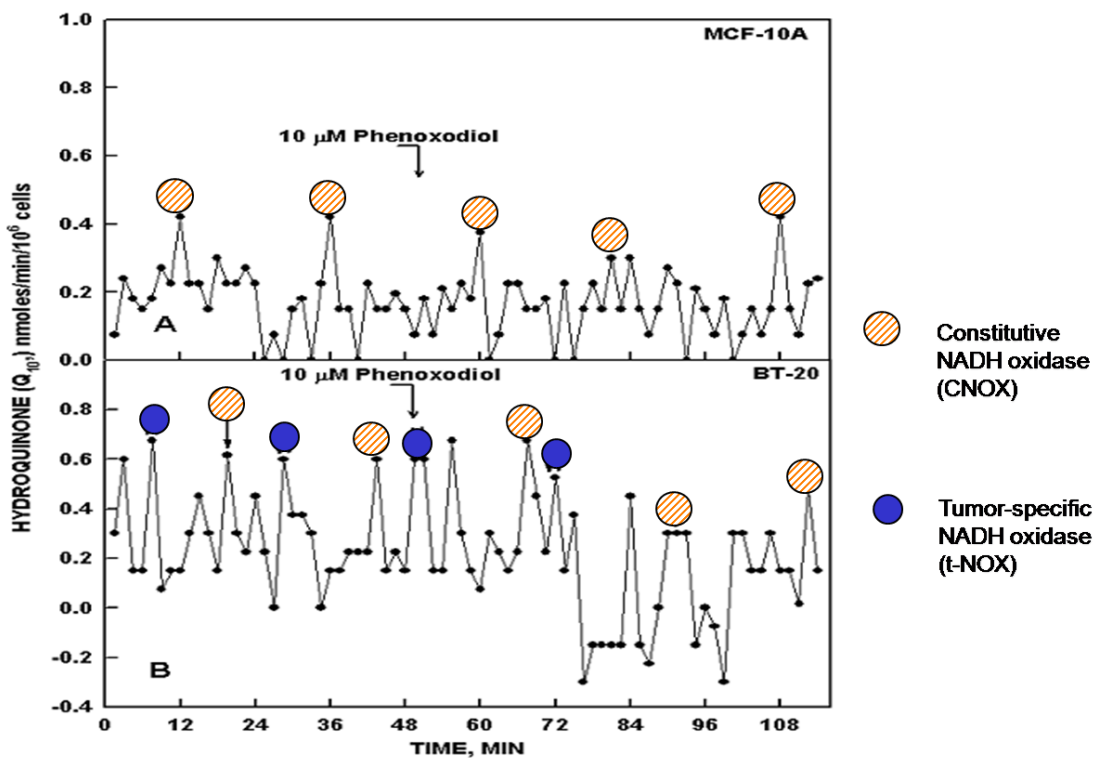 1.0
MCF-10A
0.8
0.6
10 µM Phenoxodiol
0.4
0.2
A
0.0
HYDROQUINONE (Q10,) nmoles/min/10^6 cells
10 µM Phenoxodiol
BT-20
0.8
0.6
0.4
0.2
0.0
-0.2
B
-0.4
0
12
24
36
48
60
72
84
96
108
TIME, MIN
Constitutive
NADH oxidase
(CNOX)
Tumor-specific
NADH oxidase
(t-NOX)